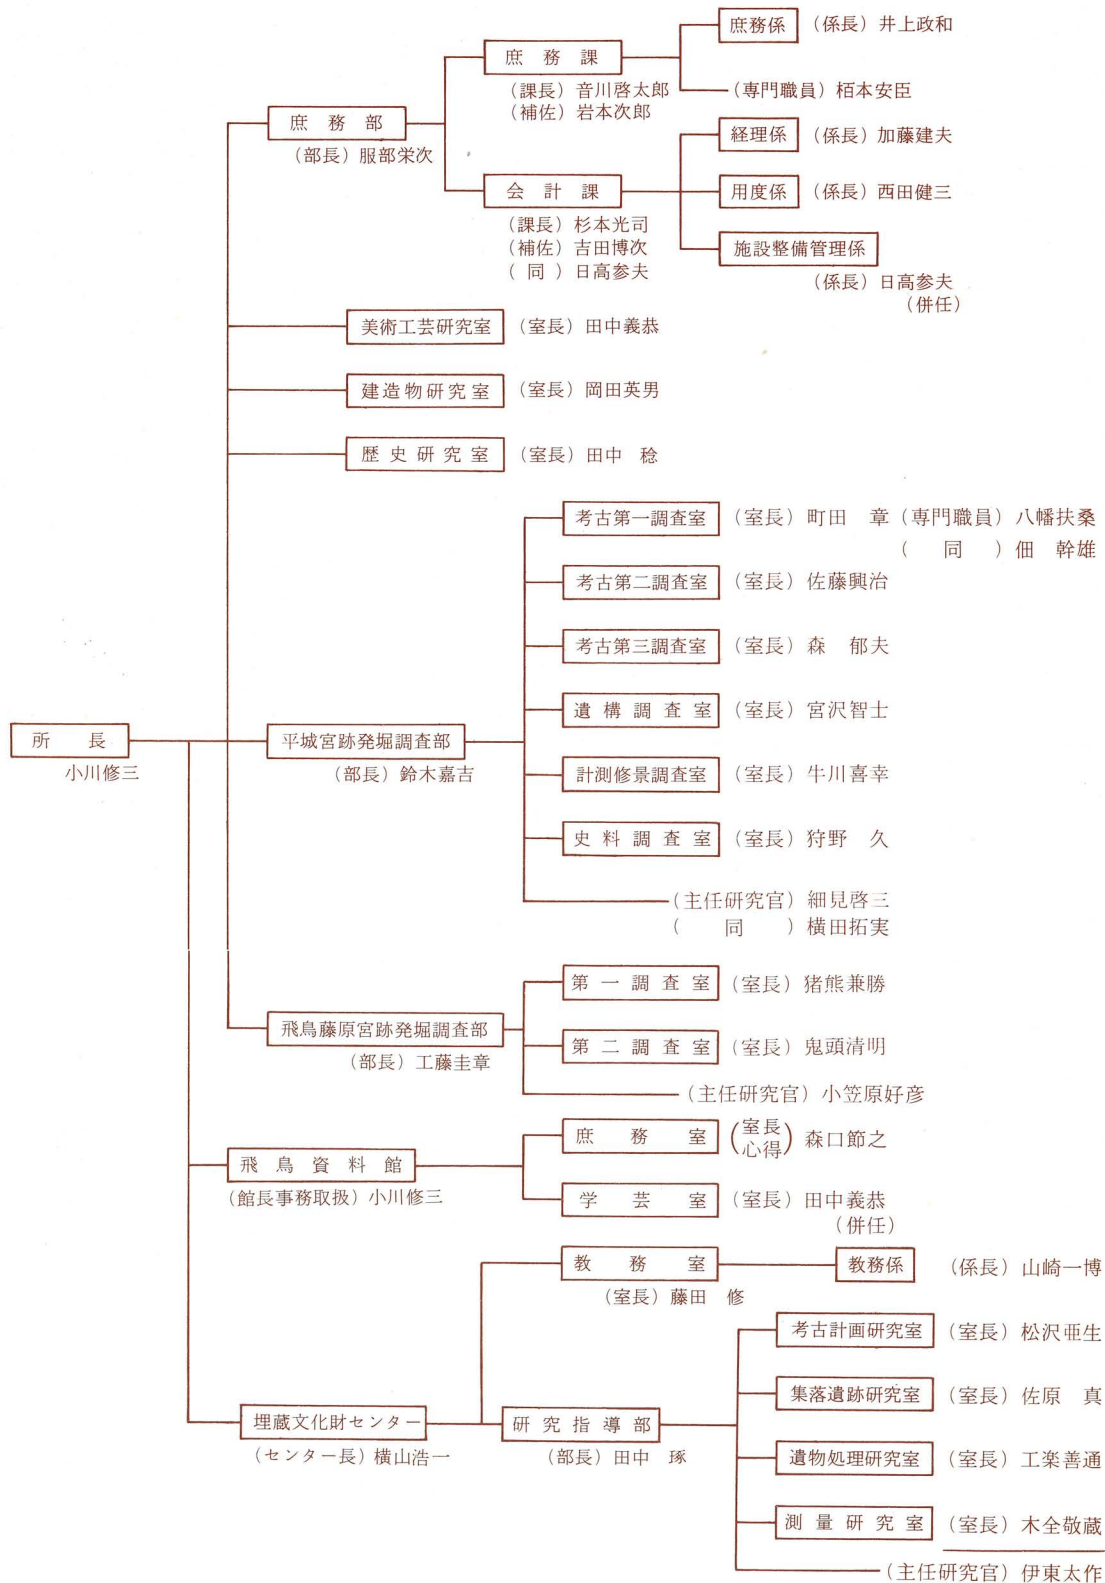 庶務係 (係長) 井上政和
庶務課
(課長) 音川啓太郎
(補佐) 岩本次郎
(専門職員) 栢本安臣
庶務部
(部長) 服部栄次
経理係 (係長) 加藤建夫
会計課
用度係 (係長) 西田健三
(課長) 杉本光司
(補佐) 吉田博次
(同) 日高参夫
施設整備管理係
(係長) 日高参夫
(併任)
美術工芸研究室 (室長) 田中義恭
建造物研究室 (室長) 岡田英男
歴史研究室 (室長) 田中 稔
考古第一調査室 (室長) 町田 章 (専門職員) 八幡扶桑
( 同 ) 佃 幹雄
考古第二調査室 (室長) 佐藤興治
考古第三調査室 (室長) 森 郁夫
遺構調査室 (室長) 宮沢智士
所長
小川修三
平城宮跡発掘調査部
(部長) 鈴木嘉吉
計測修景調査室 (室長) 牛川喜幸
史料調査室 (室長) 狩野 久
(主任研究官) 細見啓三
( 同 ) 横田拓実
第一調査室 (室長) 猪熊兼勝
飛鳥藤原宮跡発掘調査部
(部長) 工藤圭章
第二調査室 (室長) 鬼頭清明
(主任研究官) 小笠原好彦
庶務室 (室長心得) 森口節之
飛鳥資料館
(館長事務取扱) 小川修三
学芸室 (室長) 田中義恭
(併任)
教務室
(室長) 藤田 修
教務係 (係長) 山崎一博
考古計画研究室 (室長) 松沢亜生
集落遺跡研究室 (室長) 佐原 真
埋蔵文化財センター
(センター長) 横山浩一
研究指導部
(部長) 田中 琢
遺物処理研究室 (室長) 工楽善通
測量研究室 (室長) 木全敬蔵
(主任研究官) 伊東太作